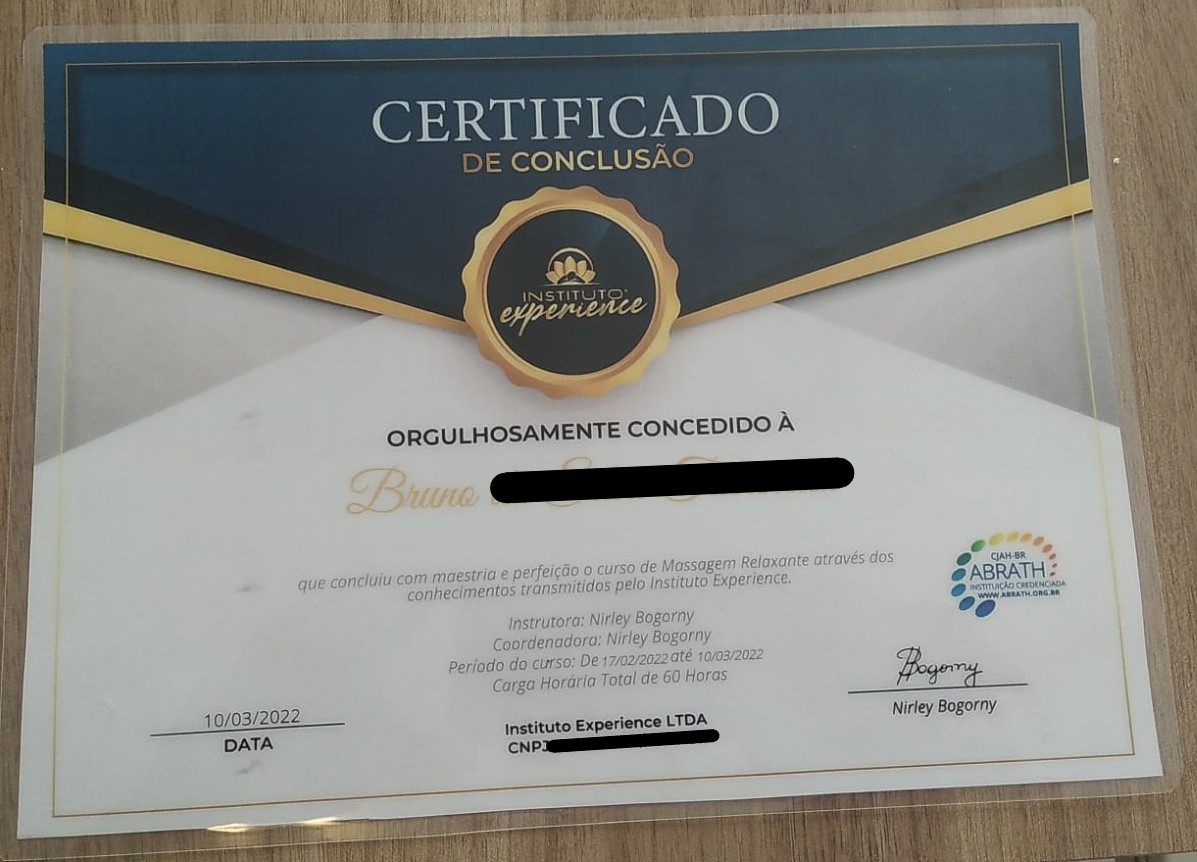 CERTIFICADO
DE CONCLUSÃO
INSTITUTO
experience
ORGULHOSAMENTE CONCEDIDO À
Bruno
que concluiu com maestria e perfeição o curso de Massagem Relaxante através dos
conhecimentos transmitidos pelo Instituto Experience.
CJAH-BR
ABRATH
INSTITUIÇÃO CREDENCIADA
WWW.ABRATH.ORG.BR
Instrutora: Nirley Bogorny
Coordenadora: Nirley Bogorny
Período do curso: De 17/02/2022 até 10/03/2022
Carga Horária Total de 60 Horas
Bogorny
Nirley Bogorny
10/03/2022
DATA
Instituto Experience LTDA
CNPJ